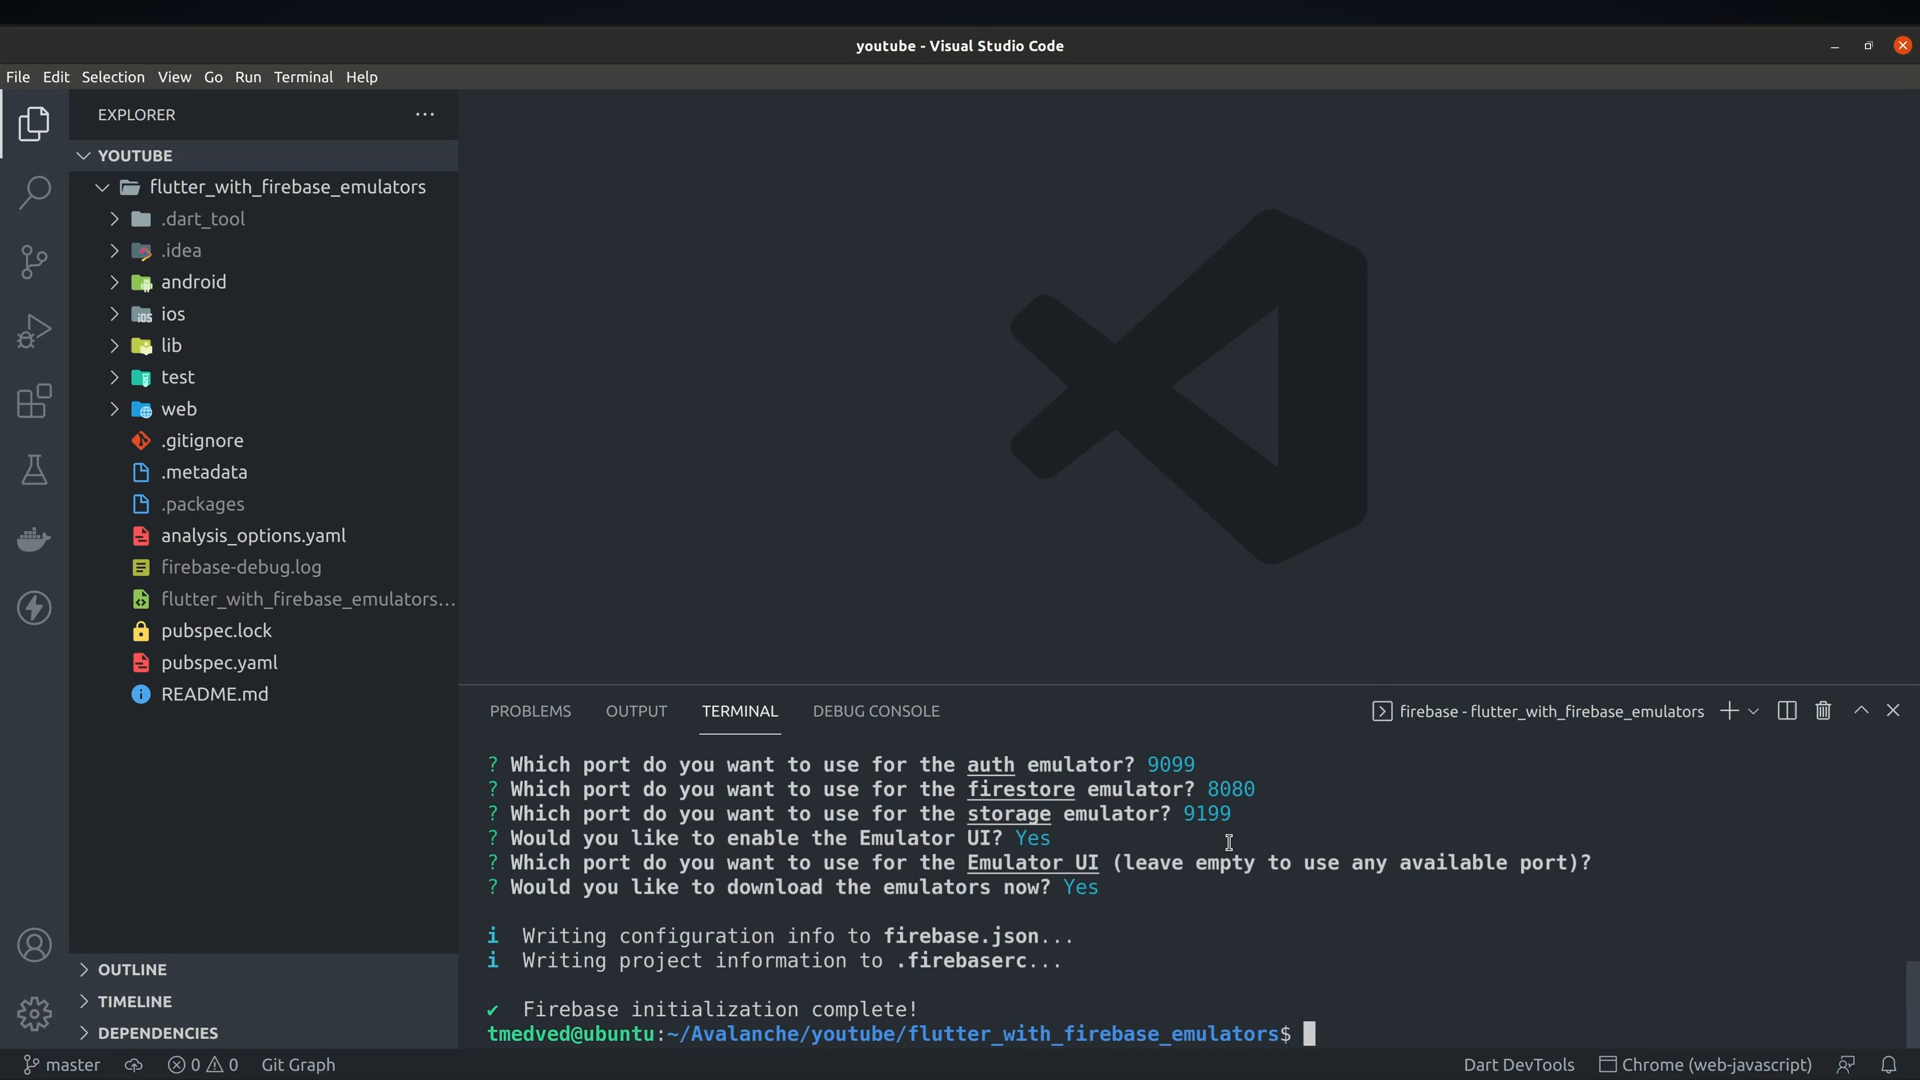 youtube - Visual Studio Code
File Edit Selection View Go Run Terminal Help
EXPLORER
YOUTUBE
flutter_with_firebase_emulators
.dart_tool
.idea
android
ios
lib
test
web
.gitignore
.metadata
.packages
analysis_options.yaml
firebase-debug.log
flutter_with_firebase_emulators...
pubspec.lock
pubspec.yaml
README.md
OUTLINE
TIMELINE
DEPENDENCIES
PROBLEMS OUTPUT TERMINAL DEBUG CONSOLE
firebase - flutter_with_firebase_emulators
? Which port do you want to use for the auth emulator? 9099
? Which port do you want to use for the firestore emulator? 8080
? Which port do you want to use for the storage emulator? 9199
? Would you like to enable the Emulator UI? Yes
? Which port do you want to use for the Emulator UI (leave empty to use any available port)?
? Would you like to download the emulators now? Yes
i Writing configuration info to firebase.json...
i Writing project information to .firebaserc...
✔ Firebase initialization complete!
tmedved@ubuntu:~/Avalanche/youtube/flutter_with_firebase_emulators$
master 0 0 Git Graph Dart DevTools Chrome (web-javascript)